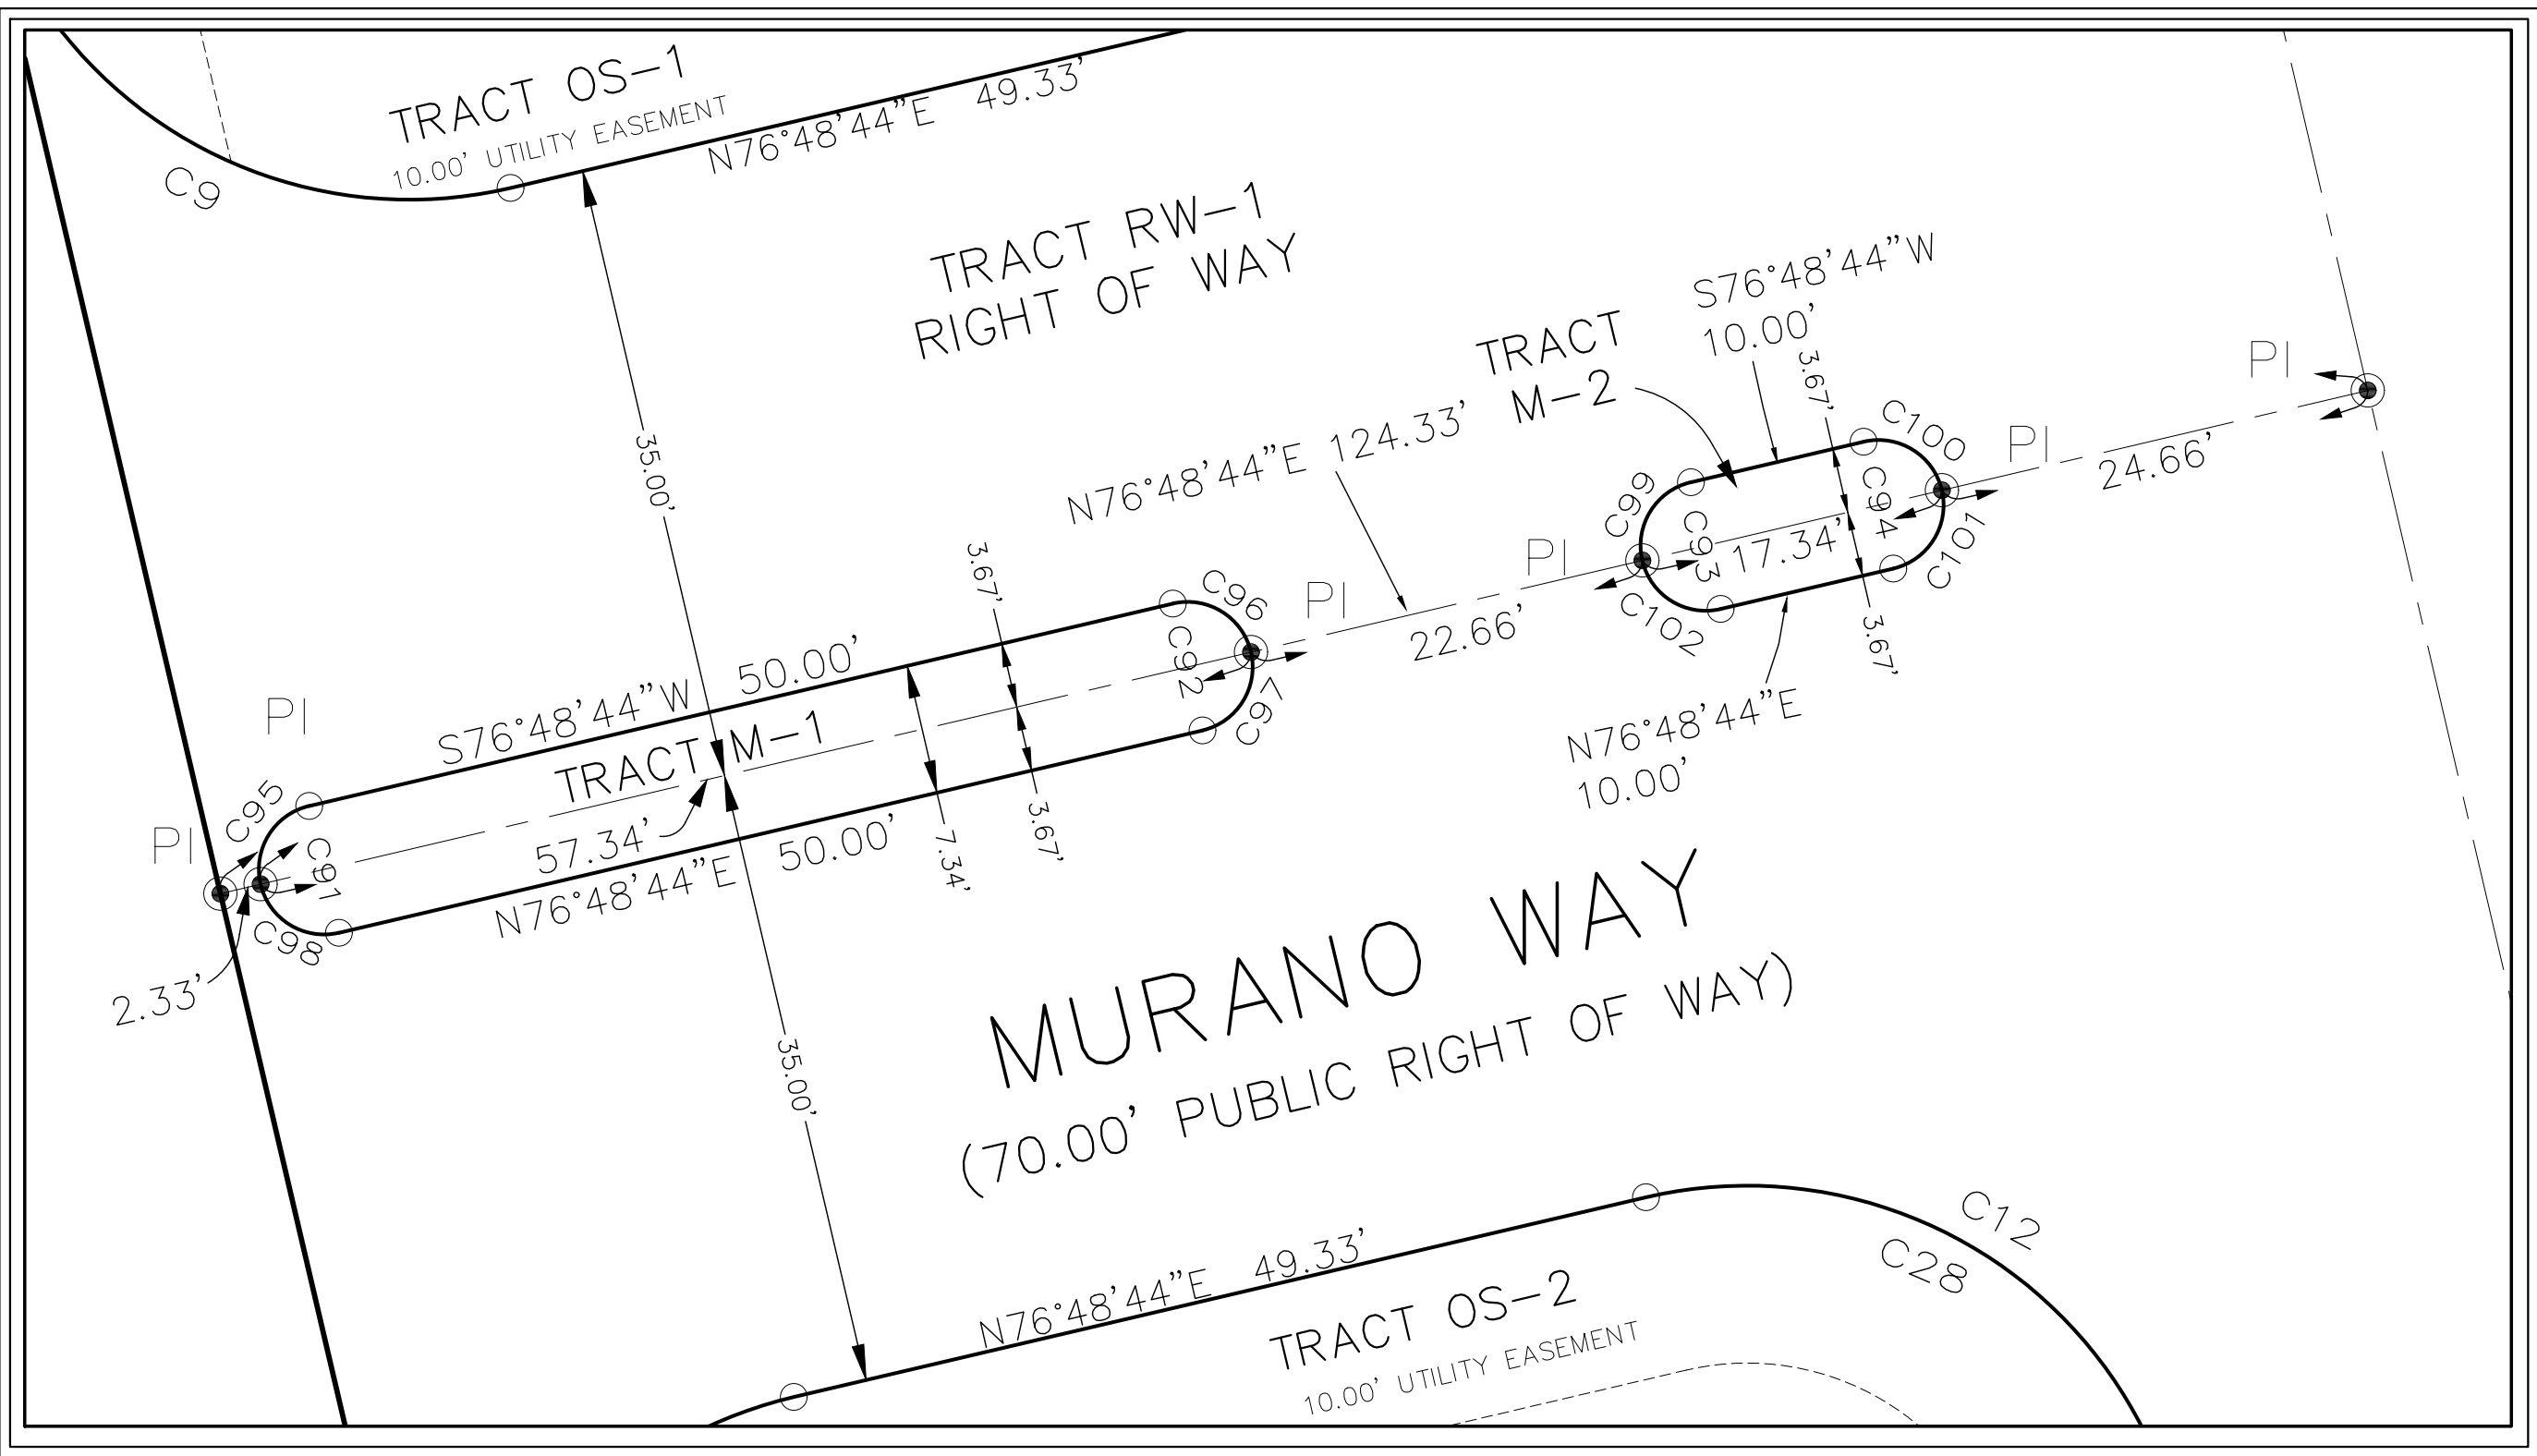 TRACT OS-1
10.00' UTILITY EASEMENT
N76°48'44"E 49.33'
C9
TRACT RW-1
RIGHT OF WAY
35.00'
S76°48'44"W
10.00'
TRACT
M-2
3.67'
C100
PI
PI
24.66'
N76°48'44"E 124.33'
C99
C93
C94
17.34'
C101
PI
C102
3.67'
3.67'
C96
PI
22.66'
C92
C97
S76°48'44"W 50.00'
PI
TRACT M-1
C95
PI
C91
57.34'
N76°48'44"E 50.00'
7.34'
3.67'
C98
2.33'
N76°48'44"E
10.00'
35.00'
MURANO WAY
(70.00' PUBLIC RIGHT OF WAY)
C12
C28
N76°48'44"E 49.33'
TRACT OS-2
10.00' UTILITY EASEMENT